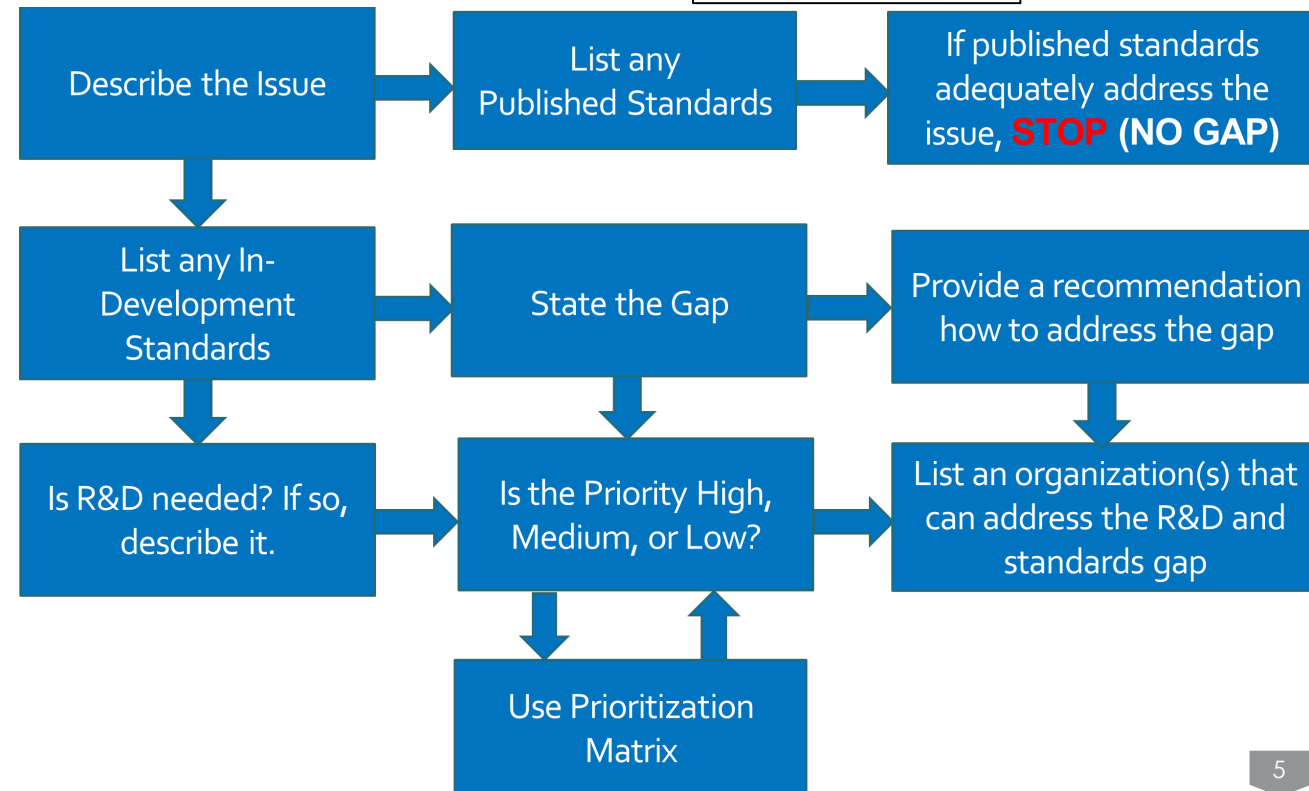 Describe the Issue
List any
Published Standards
If published standards
adequately address the
issue, STOP (NO GAP)
List any In-
Development
Standards
State the Gap
Provide a recommendation
how to address the gap
Is R&D needed? If so,
describe it.
Is the Priority High,
Medium, or Low?
List an organization(s) that
can address the R&D and
standards gap
Use Prioritization
Matrix
5